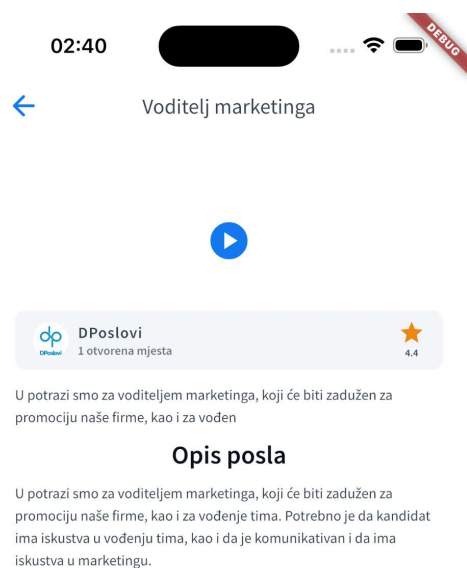 02:40
DEBUG
Voditelj marketinga
dp
DPoslovi
DPoslovi
1 otvorena mjesta
4.4
U potrazi smo za voditeljem marketinga, koji će biti zadužen za
promociju naše firme, kao i za vođen
Opis posla
U potrazi smo za voditeljem marketinga, koji će biti zadužen za
promociju naše firme, kao i za vođenje tima. Potrebno je da kandidat
ima iskustva u vođenju tima, kao i da je komunikativan i da ima
iskustva u marketingu.